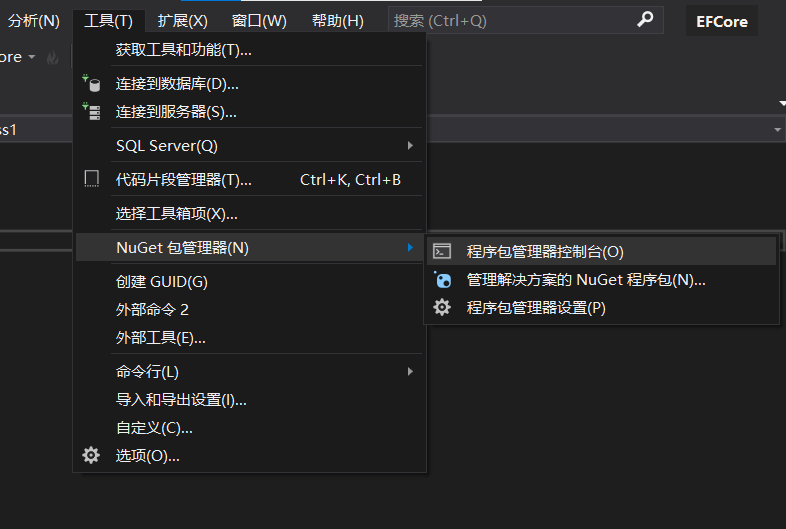 分析(N) 工具(T) 扩展(X) 窗口(W) 帮助(H) 搜索 (Ctrl+Q) EFCore
ore
获取工具和功能(T)...
连接到数据库(D)...
连接到服务器(S)...
ss1
SQL Server(Q)
代码片段管理器(T)... Ctrl+K, Ctrl+B
选择工具箱项(X)...
NuGet 包管理器(N)
程序包管理器控制台(O)
管理解决方案的 NuGet 程序包(N)...
程序包管理器设置(P)
创建 GUID(G)
外部命令 2
外部工具(E)...
命令行(L)
导入和导出设置(I)...
自定义(C)...
选项(O)...